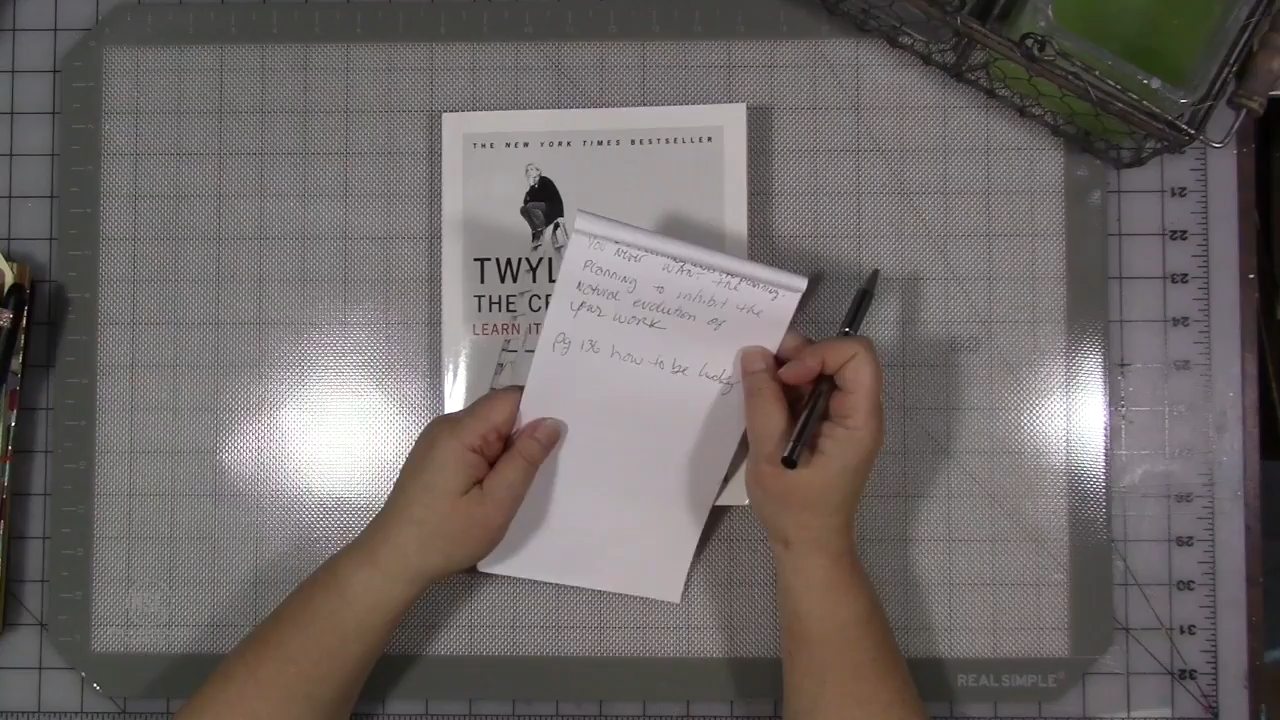 THE NEW YORK TIMES BESTSELLER
TWYL
THE CR
LEARN IT
planning.
You Never WANT the
planning to inhibit the
Natural evolution of
your work
Pg 136 how to be lucky
21
22
23
24
25
29
30
31
32
REAL SIMPLE